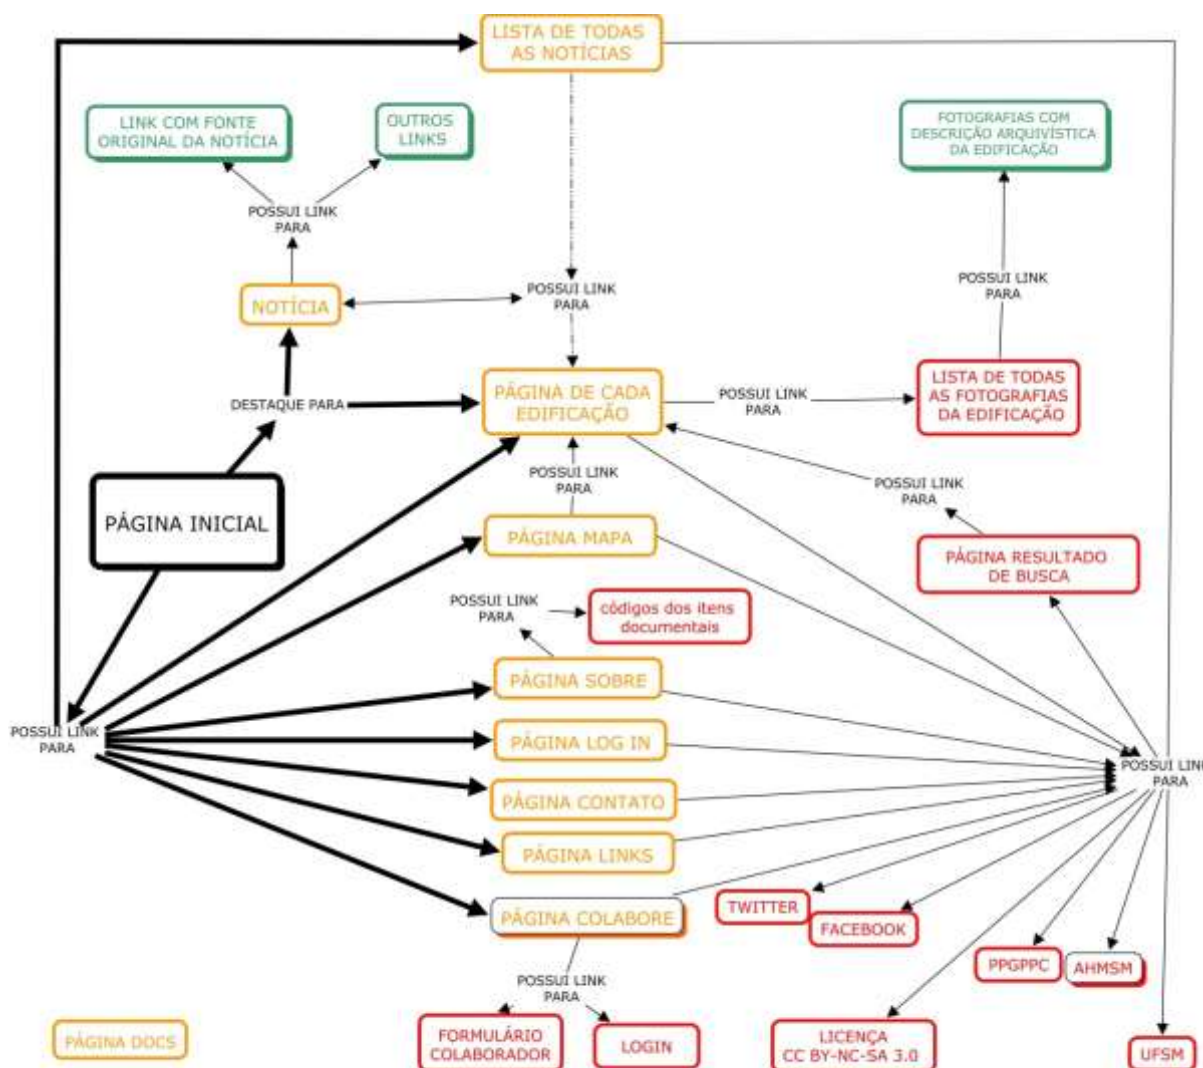 LISTA DE TODAS
AS NOTÍCIAS
LINK COM FONTE
ORIGINAL DA NOTÍCIA
OUTROS
LINKS
FOTOGRAFIAS COM
DESCRIÇÃO ARQUIVÍSTICA
DA EDIFICAÇÃO
POSSUI LINK
PARA
NOTÍCIA
POSSUI LINK
PARA
POSSUI LINK
PARA
DESTAQUE PARA
PÁGINA DE CADA
EDIFICAÇÃO
POSSUI LINK
PARA
LISTA DE TODAS
AS FOTOGRAFIAS
DA EDIFICAÇÃO
POSSUI LINK
PARA
POSSUI LINK
PARA
PÁGINA INICIAL
PÁGINA MAPA
PÁGINA RESULTADO
DE BUSCA
POSSUI LINK
PARA
códigos dos itens
documentais
PÁGINA SOBRE
POSSUI LINK
PARA
PÁGINA LOG IN
POSSUI LINK
PARA
PÁGINA CONTATO
PÁGINA LINKS
PÁGINA COLABORE
TWITTER
FACEBOOK
PPGPPC
AHMSM
POSSUI LINK
PARA
PÁGINA DOCS
FORMULÁRIO
COLABORADOR
LOGIN
LICENÇA
CC BY-NC-SA 3.0
UFSM